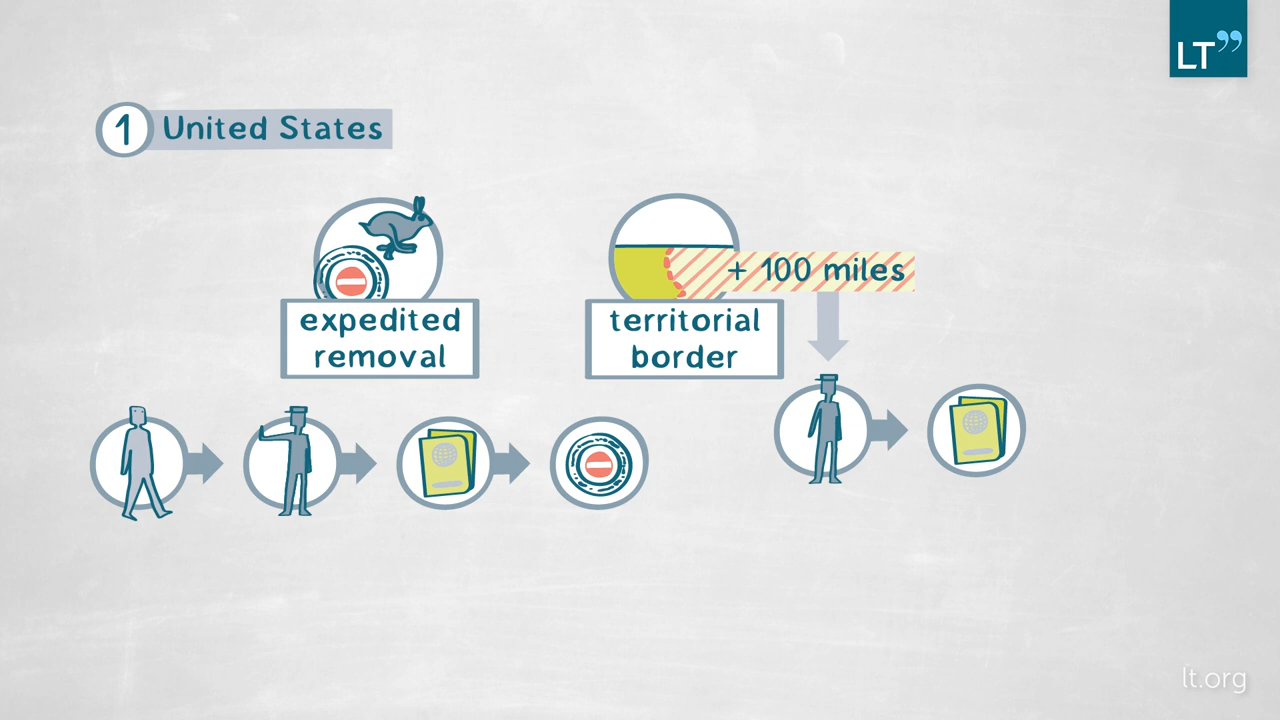 LT”
1 United States
+ 100 miles
expedited
removal
territorial
border
lt.org